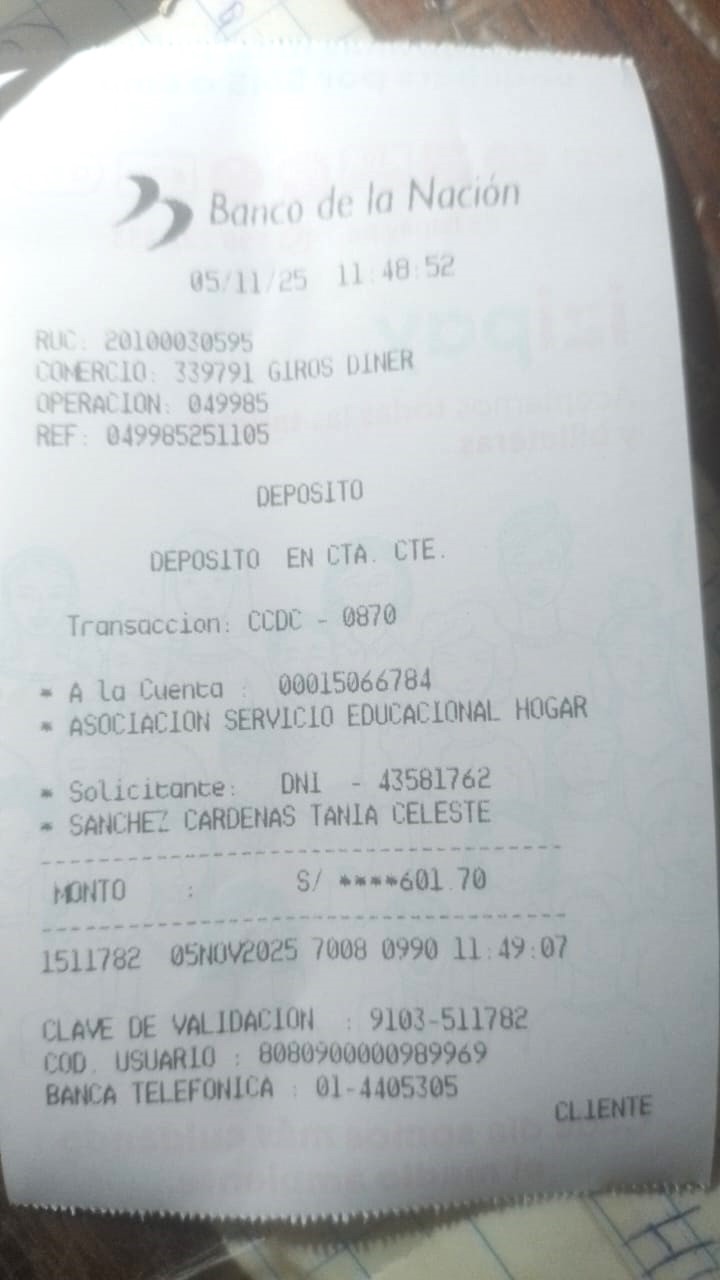 Banco de la Nación
05/11/25 11:48:52
RUC: 20100030595
COMERCIO: 339791 GIROS DINER
OPERACION: 049985
REF: 049985251105
DEPOSITO
DEPOSITO EN CTA. CTE.
Transaccion: CCDC - 0870
* A la Cuenta : 00015066784
* ASOCIACION SERVICIO EDUCACIONAL HOGAR
* Solicitante: DNI - 43581762
* SANCHEZ CARDENAS TANIA CELESTE
MONTO : S/ ****601.70
1511782 05NOV2025 7008 0990 11:49:07
CLAVE DE VALIDACION : 9103-511782
COD. USUARIO : 8080900000989969
BANCA TELEFONICA : 01-4405305
CLIENTE